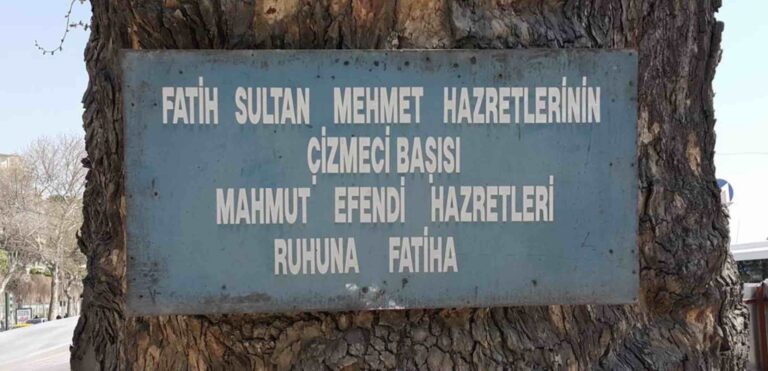 FATİH SULTAN MEHMET HAZRETLERİNİN
ÇİZMECİ BAŞISI
MAHMUT EFENDİ HAZRETLERİ
RUHUNA FATİHA